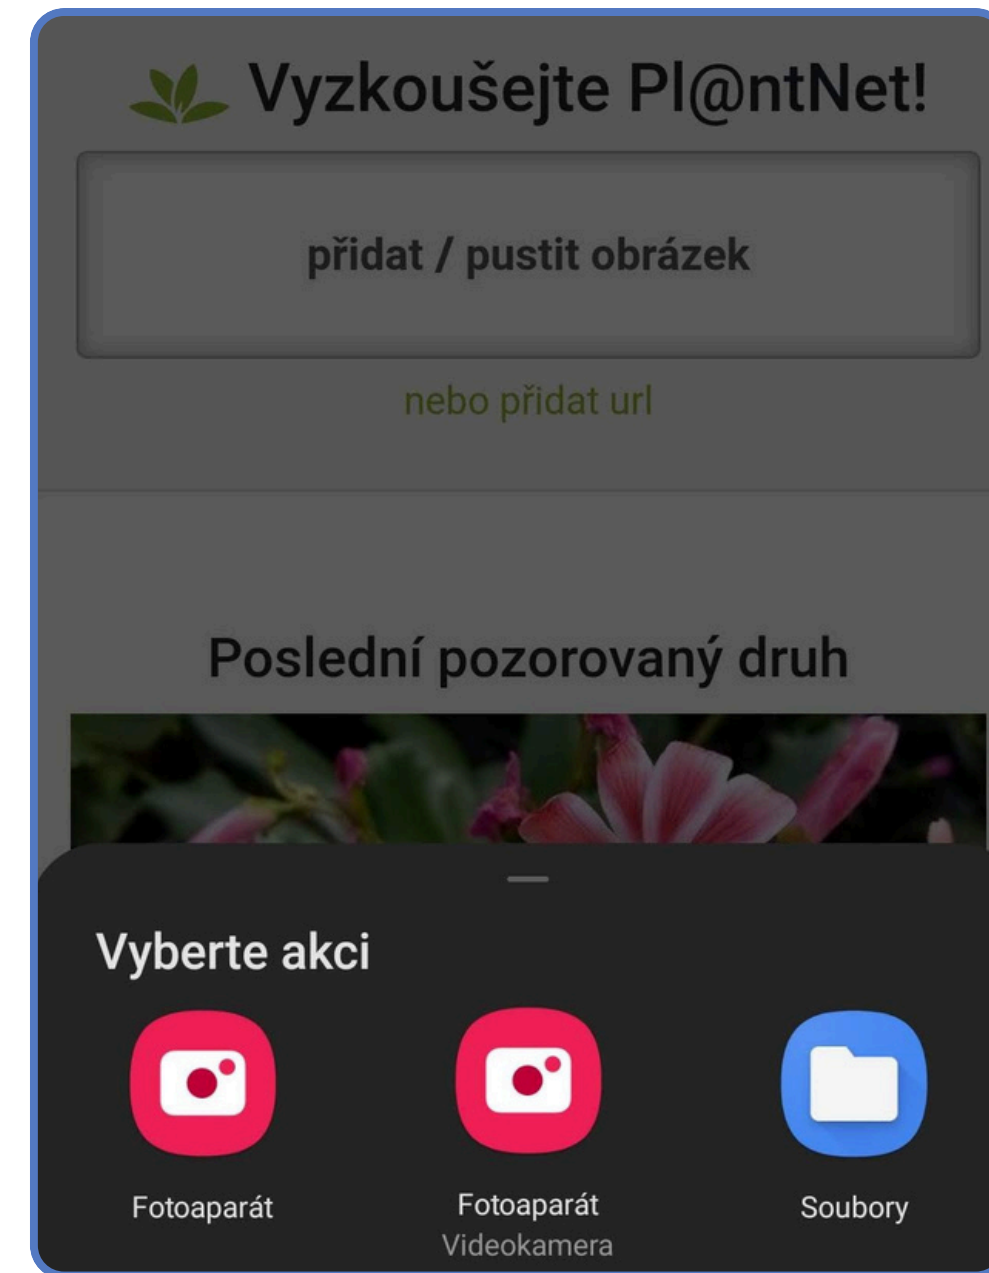 Vyzkoušejte Pl@ntNet!
přidat / pustit obrázek
nebo přidat url
Poslední pozorovaný druh
Vyberte akci
Fotoaparát
Fotoaparát
Videokamera
Soubory